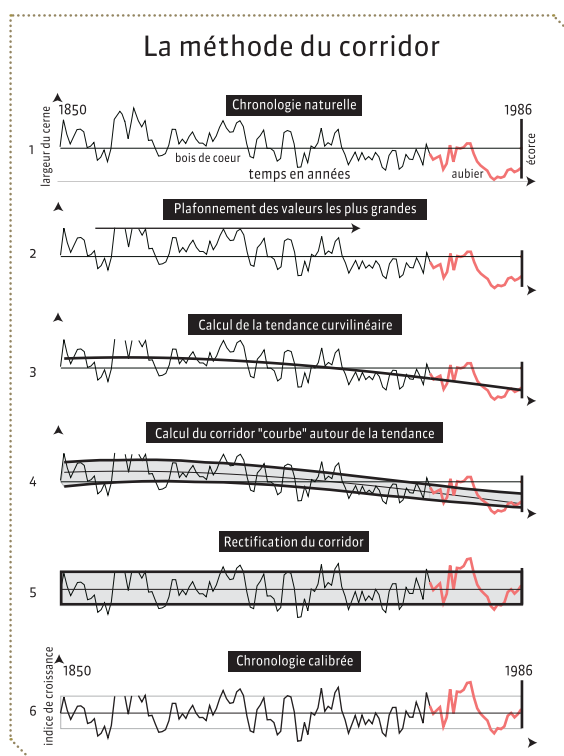 La méthode du corridor
Chronologie naturelle
1850
1986
largeur du cerne
1
bois de coeur
temps en années
aubier
écorce
Plafonnement des valeurs les plus grandes
2
Calcul de la tendance curvilinéaire
3
Calcul du corridor "courbe" autour de la tendance
4
Rectification du corridor
5
Chronologie calibrée
1850
1986
indice de croissance
6